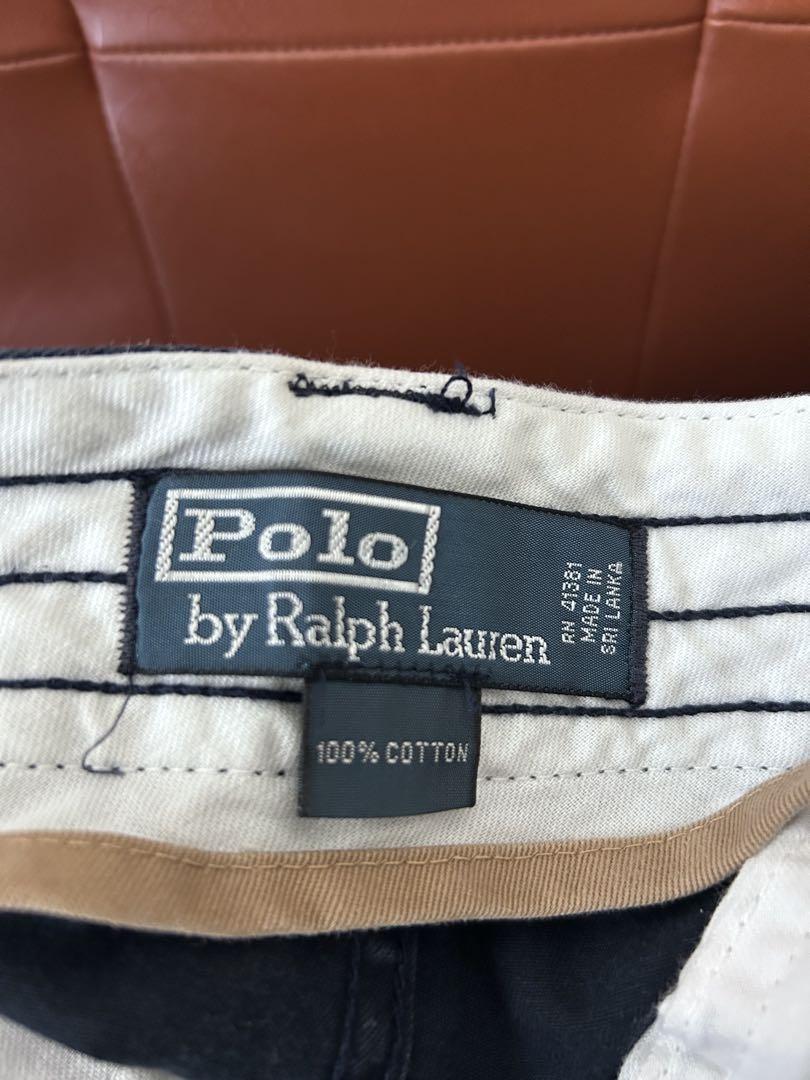 Polo
by Ralph Lauren
RN 41381
MADE IN
SRI LANKA
100% COTTON